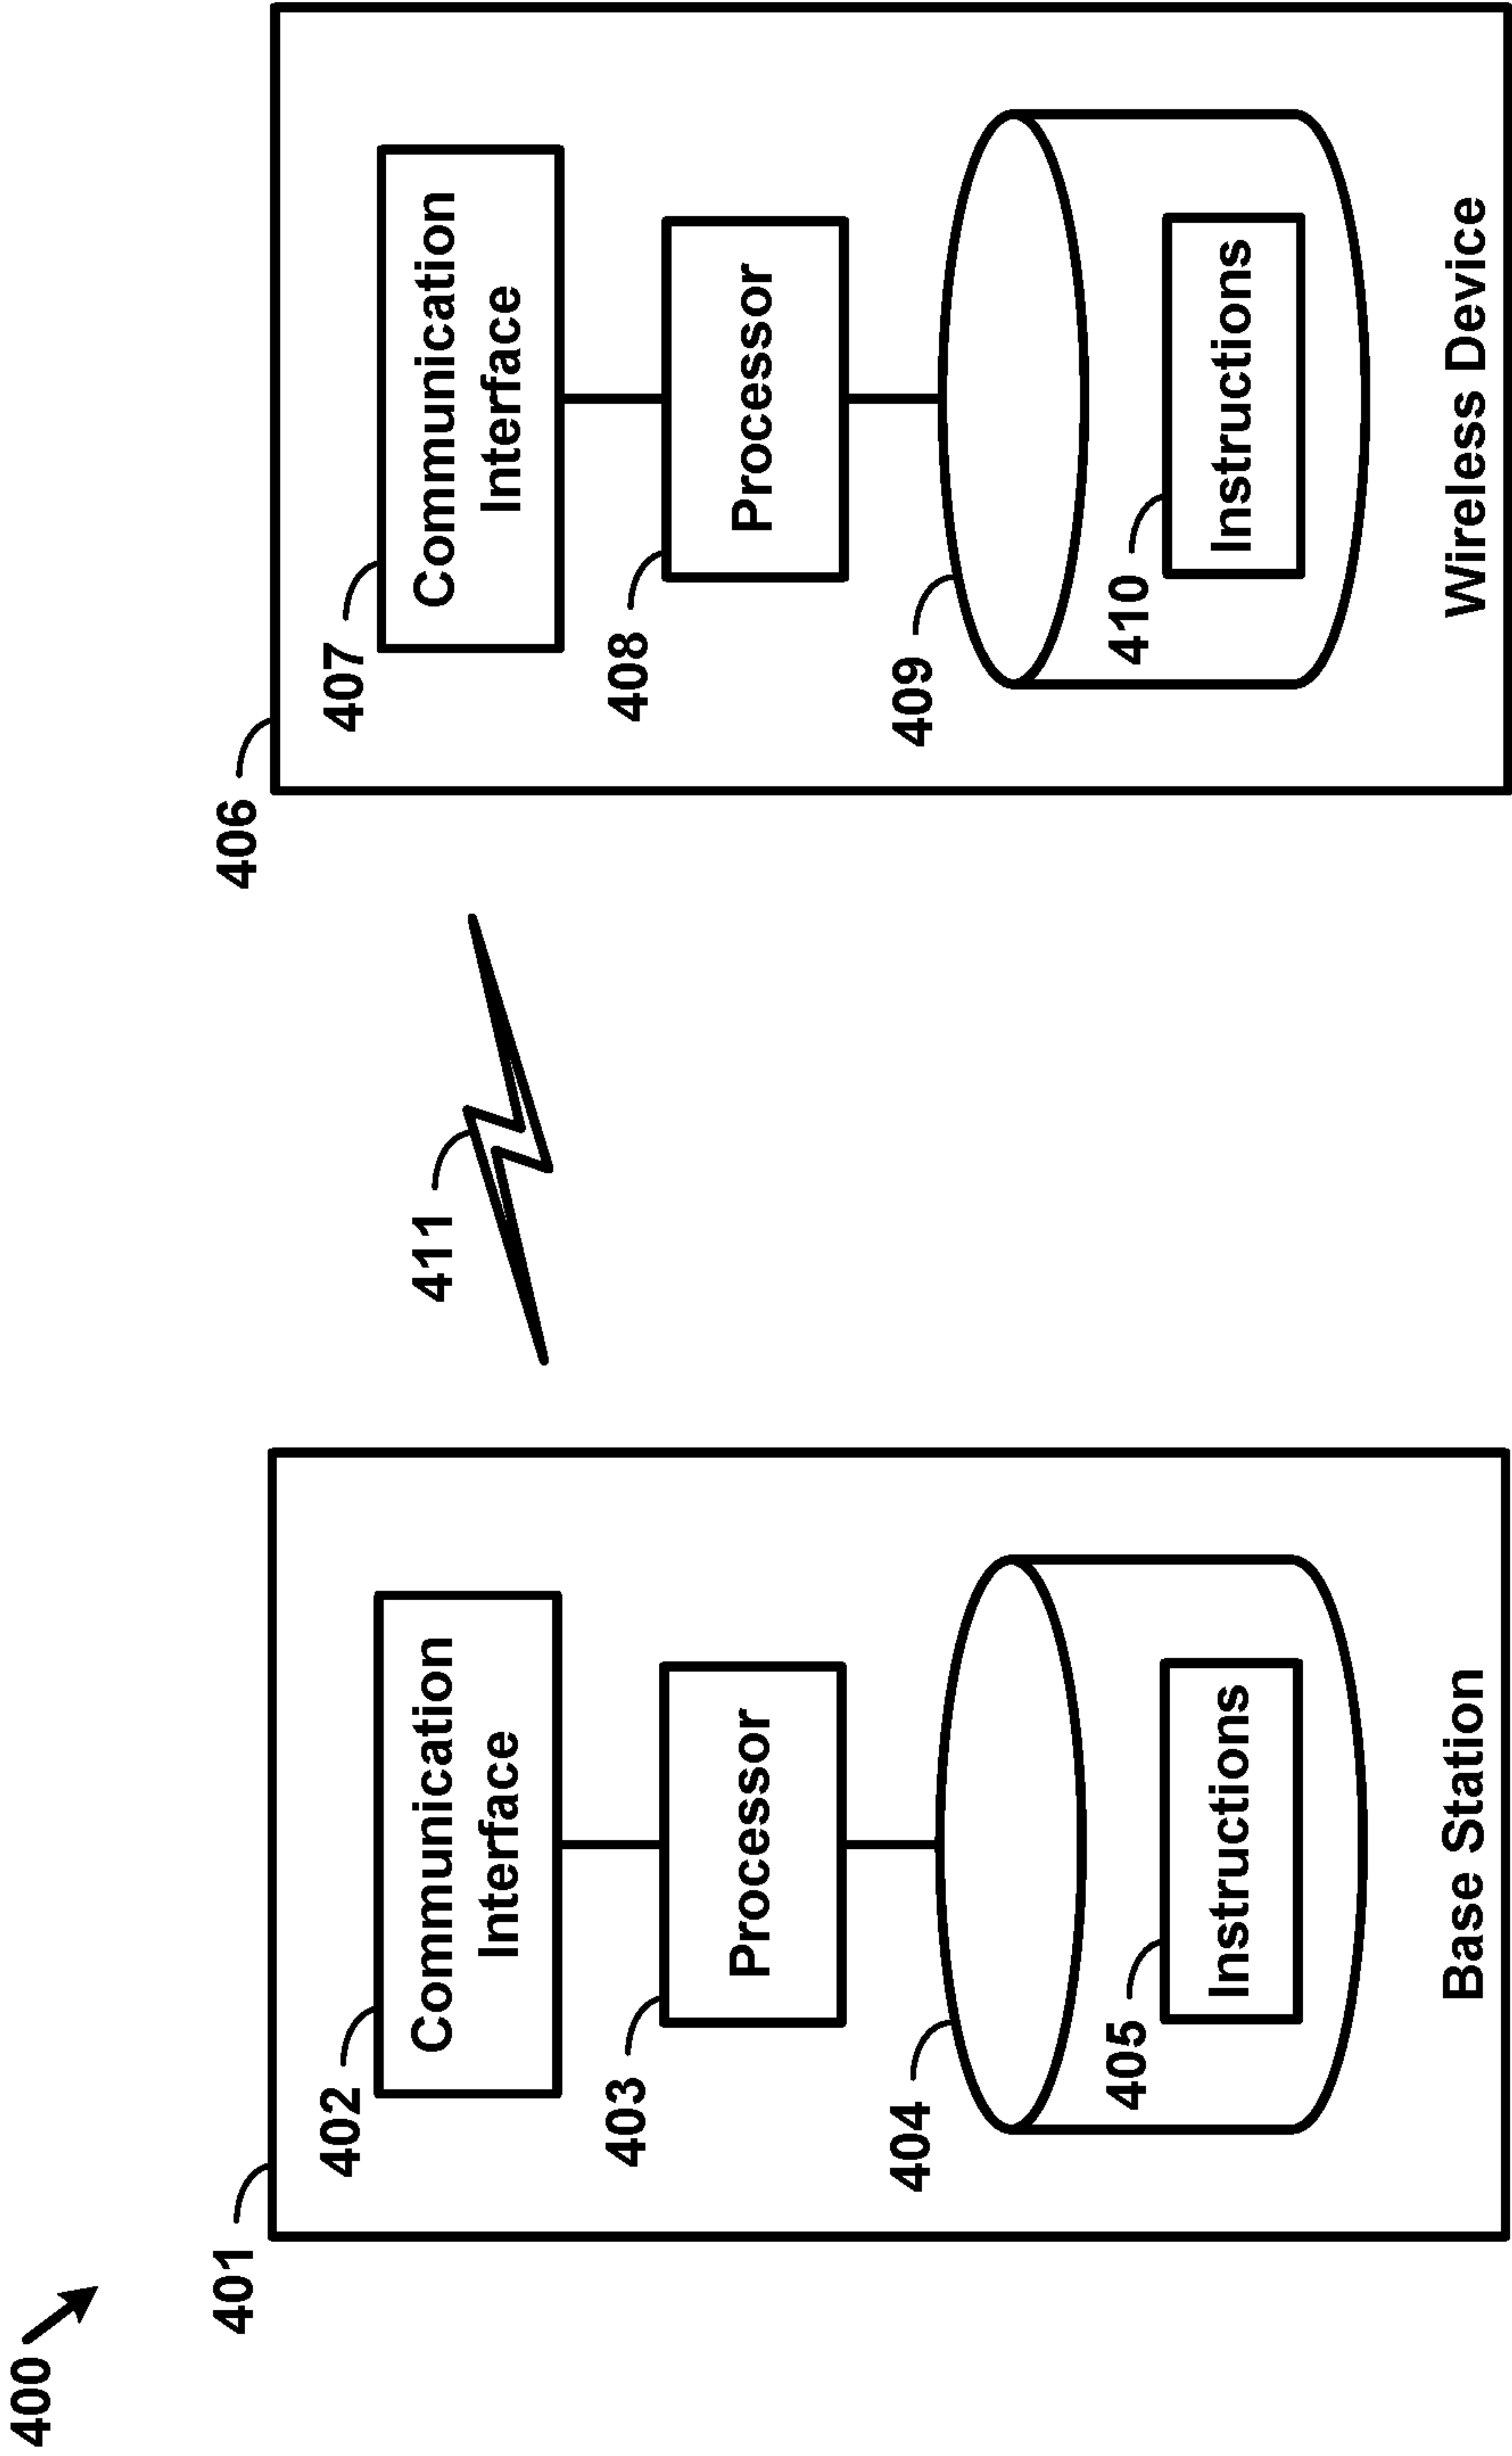 400
401
402
Communication
Interface
403
Processor
404
405
Instructions
Base Station
411
406
407
Communication
Interface
408
Processor
409
410
Instructions
Wireless Device